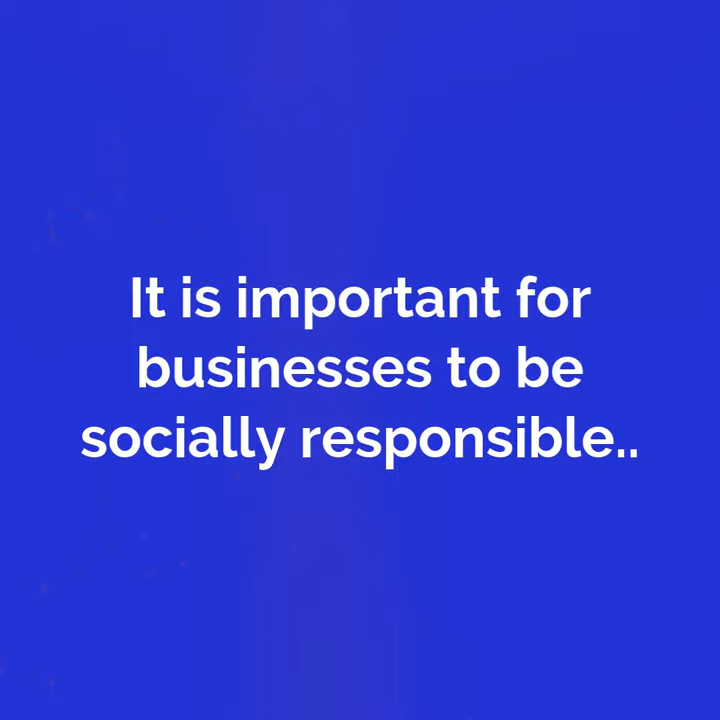 It is important for
businesses to be
socially responsible..